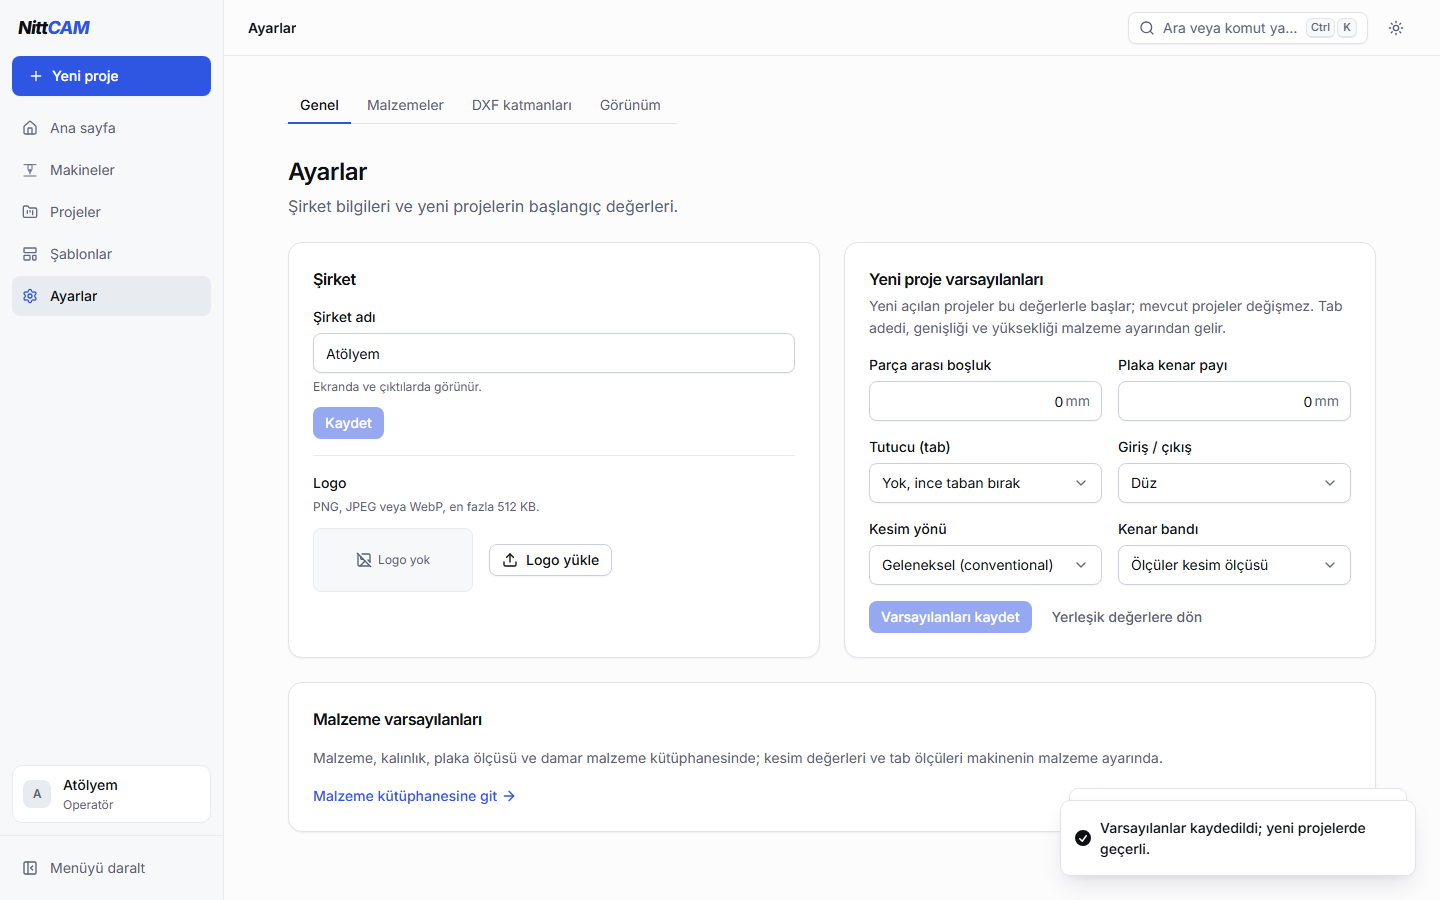 NittCAM
Ayarlar
Ara veya komut ya...
Ctrl
K
Yeni proje
Ana sayfa
Makineler
Projeler
Şablonlar
Ayarlar
Atölyem
Operatör
A
Menüyü daralt
Genel
Malzemeler
DXF katmanları
Görünüm
Ayarlar
Şirket bilgileri ve yeni projelerin başlangıç değerleri.
Şirket
Şirket adı
Atölyem
Ekranda ve çıktılarda görünür.
Kaydet
Logo
PNG, JPEG veya WebP, en fazla 512 KB.
Logo yok
Logo yükle
Yeni proje varsayılanları
Yeni açılan projeler bu değerlerle başlar; mevcut projeler değişmez. Tab
adedi, genişliği ve yüksekliği malzeme ayarından gelir.
Parça arası boşluk
Plaka kenar payı
0 mm
0 mm
Tutucu (tab)
Giriş / çıkış
Yok, ince taban bırak
Düz
Kesim yönü
Kenar bandı
Geleneksel (conventional)
Ölçüler kesim ölçüsü
Varsayılanları kaydet
Yerleşik değerlere dön
Malzeme varsayılanları
Malzeme, kalınlık, plaka ölçüsü ve damar malzeme kütüphanesinde; kesim değerleri ve tab ölçüleri makinenin malzeme ayarında.
Malzeme kütüphanesine git →
Varsayılanlar kaydedildi; yeni projelerde
geçerli.